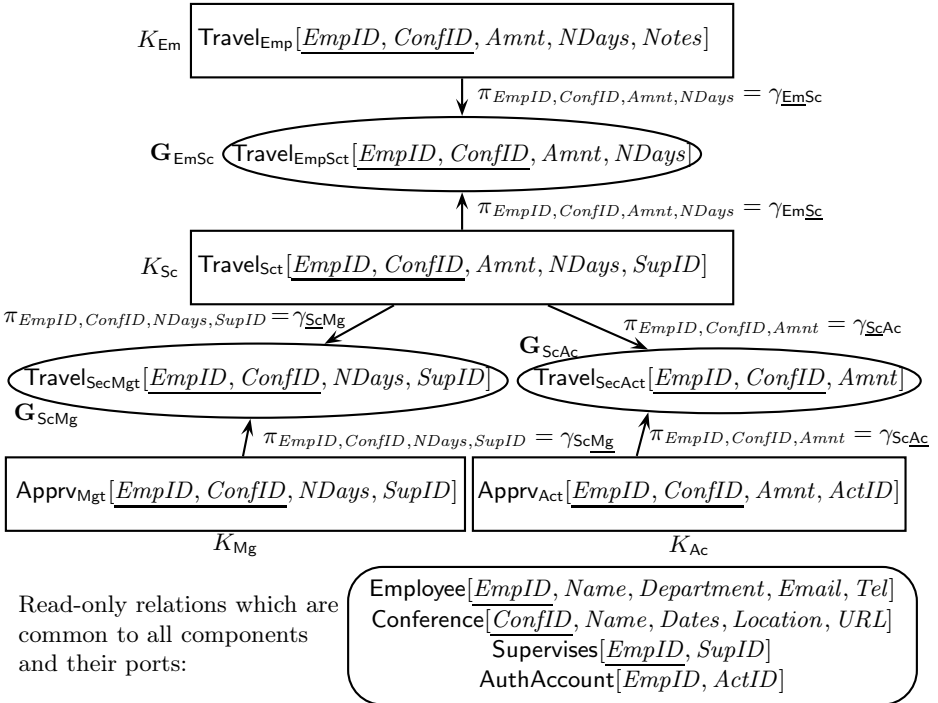 K_Em Travel_Emp[EmpID, ConfID, Amnt, NDays, Notes]
π_EmpID,ConfID,Amnt,NDays = γ_EmSc
G_EmSc Travel_EmpSct[EmpID, ConfID, Amnt, NDays]
π_EmpID,ConfID,Amnt,NDays = γ_EmSc
K_Sc Travel_Sct[EmpID, ConfID, Amnt, NDays, SupID]
π_EmpID,ConfID,NDays,SupID = γ_ScMg
π_EmpID,ConfID,Amnt = γ_ScAc
G_ScAc
Travel_SecMgt[EmpID, ConfID, NDays, SupID]
Travel_SecAct[EmpID, ConfID, Amnt]
G_ScMg
π_EmpID,ConfID,NDays,SupID = γ_ScMg
π_EmpID,ConfID,Amnt = γ_ScAc
Apprv_Mgt[EmpID, ConfID, NDays, SupID]
Apprv_Act[EmpID, ConfID, Amnt, ActID]
K_Mg
K_Ac
Read-only relations which are
common to all components
and their ports:
Employee[EmpID, Name, Department, Email, Tel]
Conference[ConfID, Name, Dates, Location, URL]
Supervises[EmpID, SupID]
AuthAccount[EmpID, ActID]